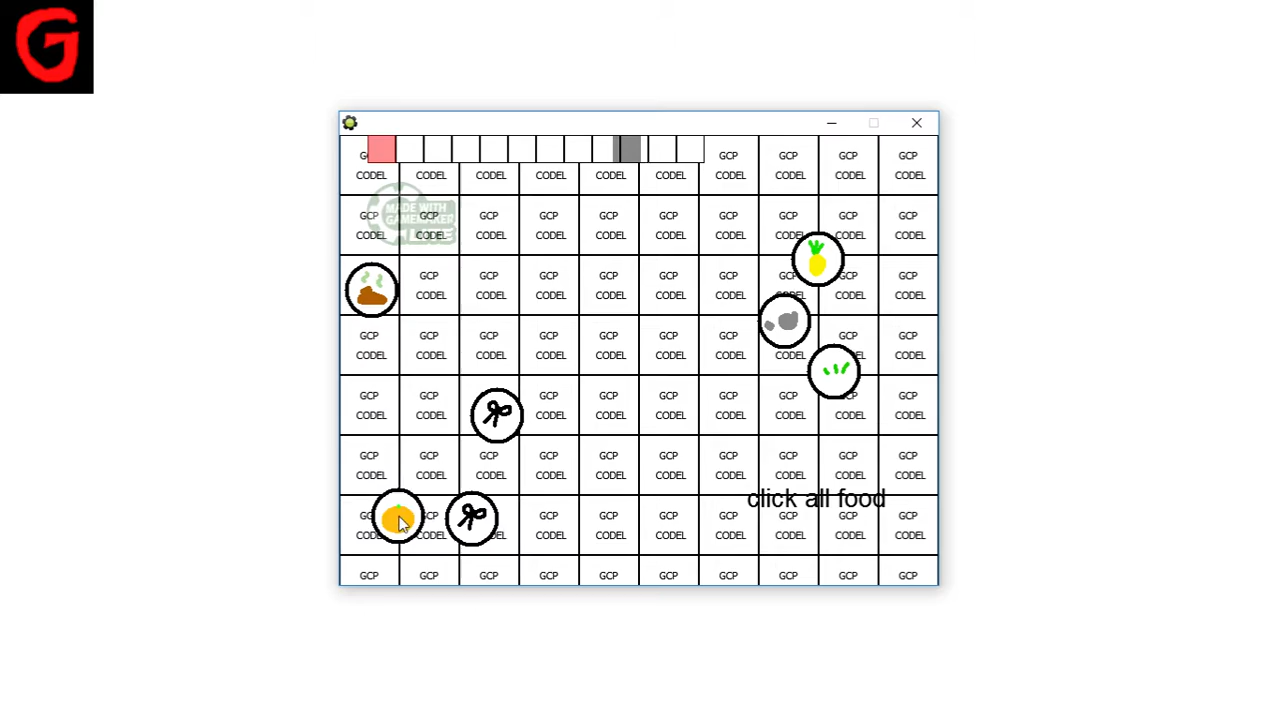 G
GCP GCP GCP GCP
CODEL CODEL CODEL CODEL CODEL CODEL CODEL CODEL CODEL CODEL
MADE WITH
GAMEMAKER
GCP GCP GCP GCP GCP GCP GCP GCP GCP GCP
CODEL CODEL CODEL CODEL CODEL CODEL CODEL CODEL CODEL
GCP GCP GCP GCP GCP GCP GCP GCP
CODEL CODEL CODEL CODEL CODEL CODEL CODEL CODEL
GCP GCP GCP GCP GCP GCP GCP GCP GCP
CODEL CODEL CODEL CODEL CODEL CODEL CODEL CODEL
GCP GCP GCP GCP GCP GCP GCP GCP GCP
CODEL CODEL CODEL CODEL CODEL CODEL CODEL CODEL CODEL
GCP GCP GCP GCP GCP GCP GCP GCP GCP GCP
CODEL CODEL CODEL CODEL CODEL CODEL CODEL CODEL CODEL CODEL
click all food
GCP GCP GCP GCP GCP GCP GCP GCP
CODEL CODEL CODEL CODEL CODEL CODEL CODEL
GCP GCP GCP GCP GCP GCP GCP GCP GCP GCP